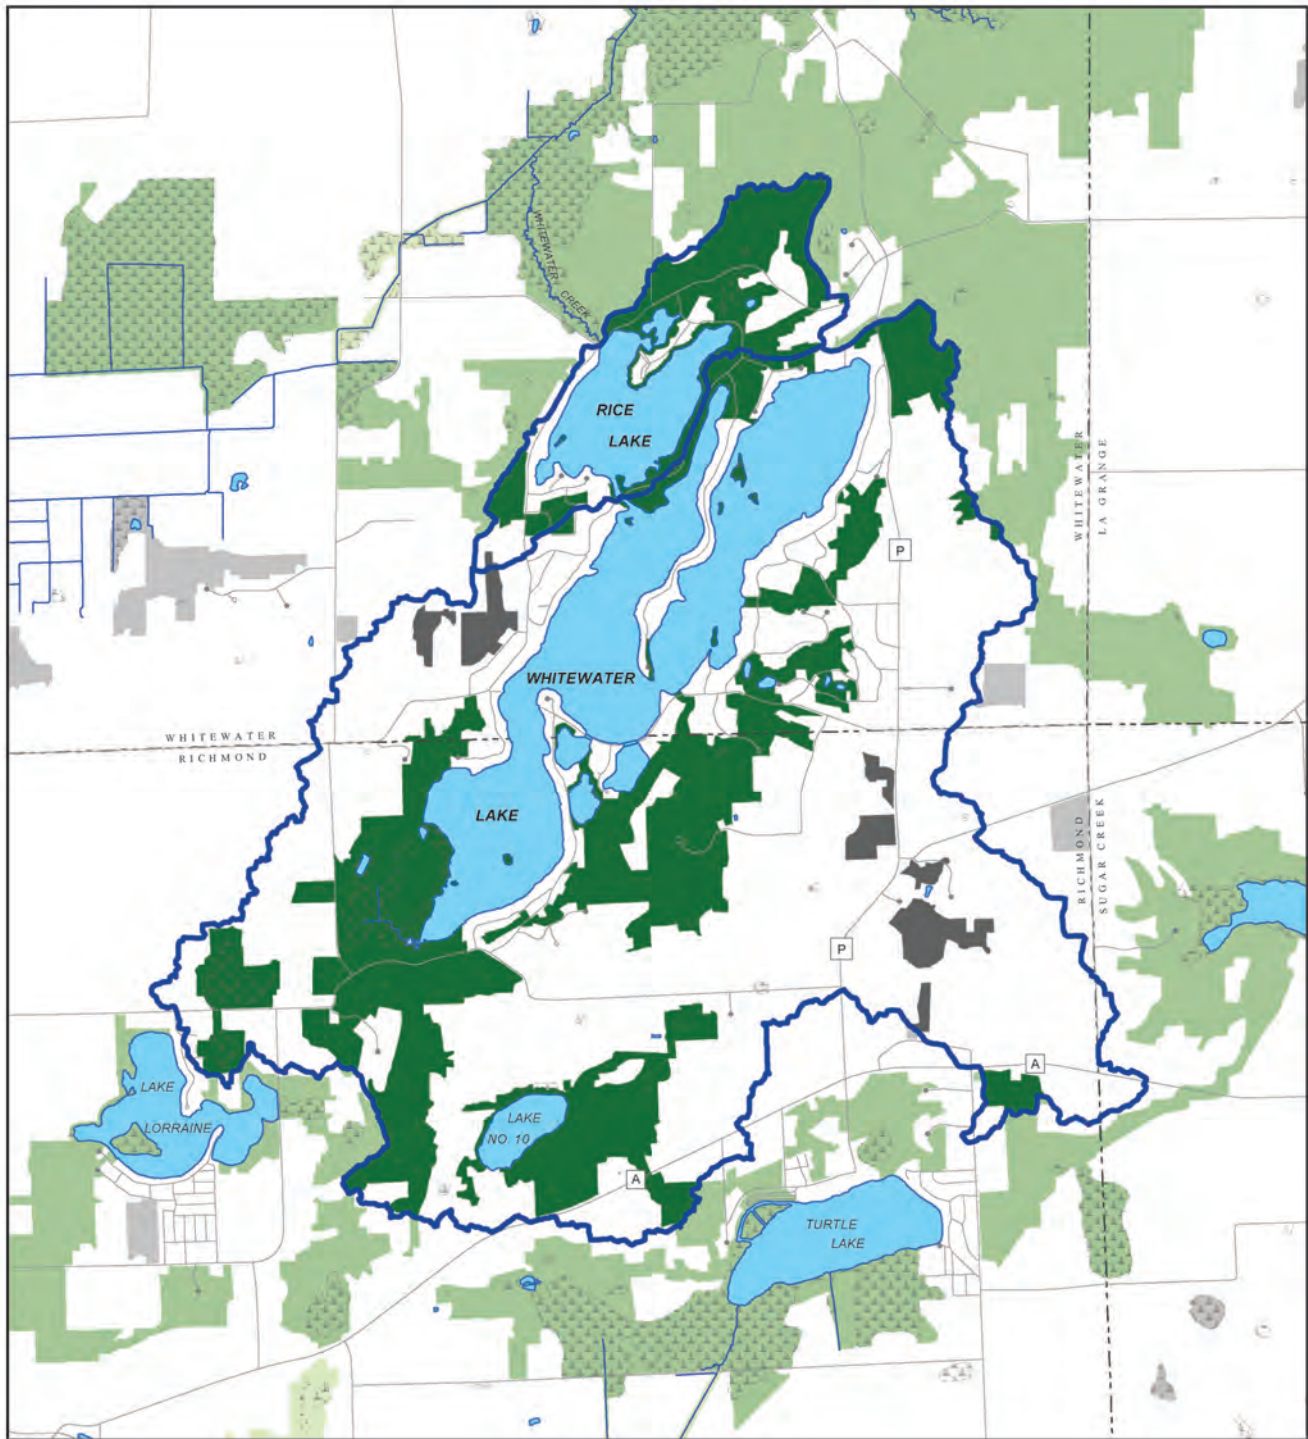 WHITEWATER
CREEK
RICE
LAKE
WHITEWATER
LA GRANGE
P
WHITEWATER
WHITEWATER
RICHMOND
LAKE
RICHMOND
SUGAR CREEK
P
A
LAKE
LORRAINE
LAKE
NO. 10
A
TURTLE
LAKE